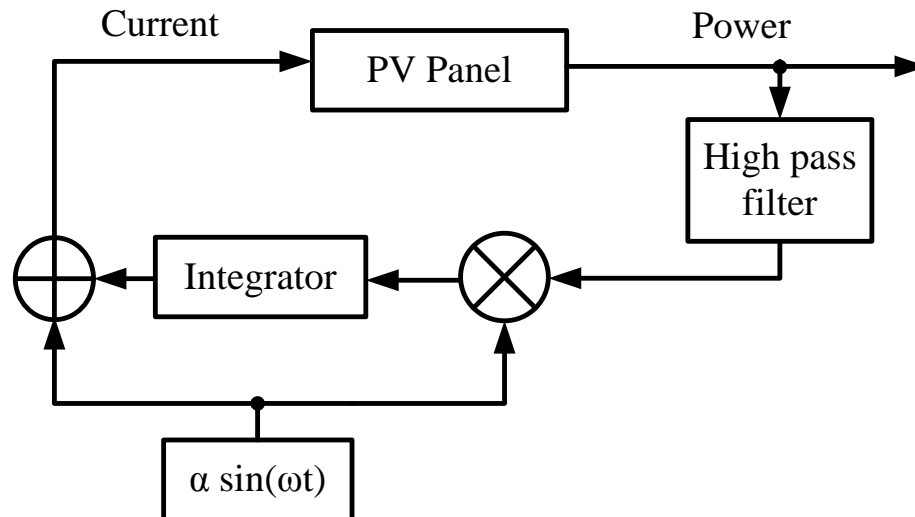 Current
Power
PV Panel
High pass
filter
Integrator
α sin(ωt)